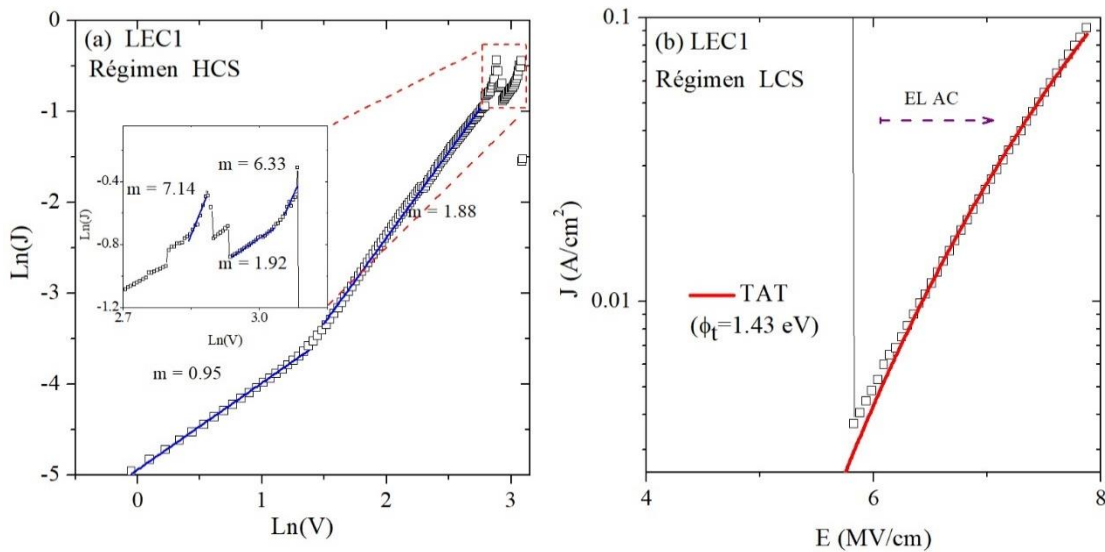 (a) LEC1
Régimen HCS
Ln(J)
0
-1
-2
-3
-4
-5
0
1
2
3
Ln(V)
m = 0.95
m = 1.88
m = 7.14
m = 6.33
m = 1.92
Ln(J)
-0.4
-0.8
-1.2
2.7
3.0
Ln(V)
(b) LEC1
Régimen LCS
EL AC
TAT
(ϕt=1.43 eV)
J (A/cm²)
0.1
0.01
4
6
8
E (MV/cm)